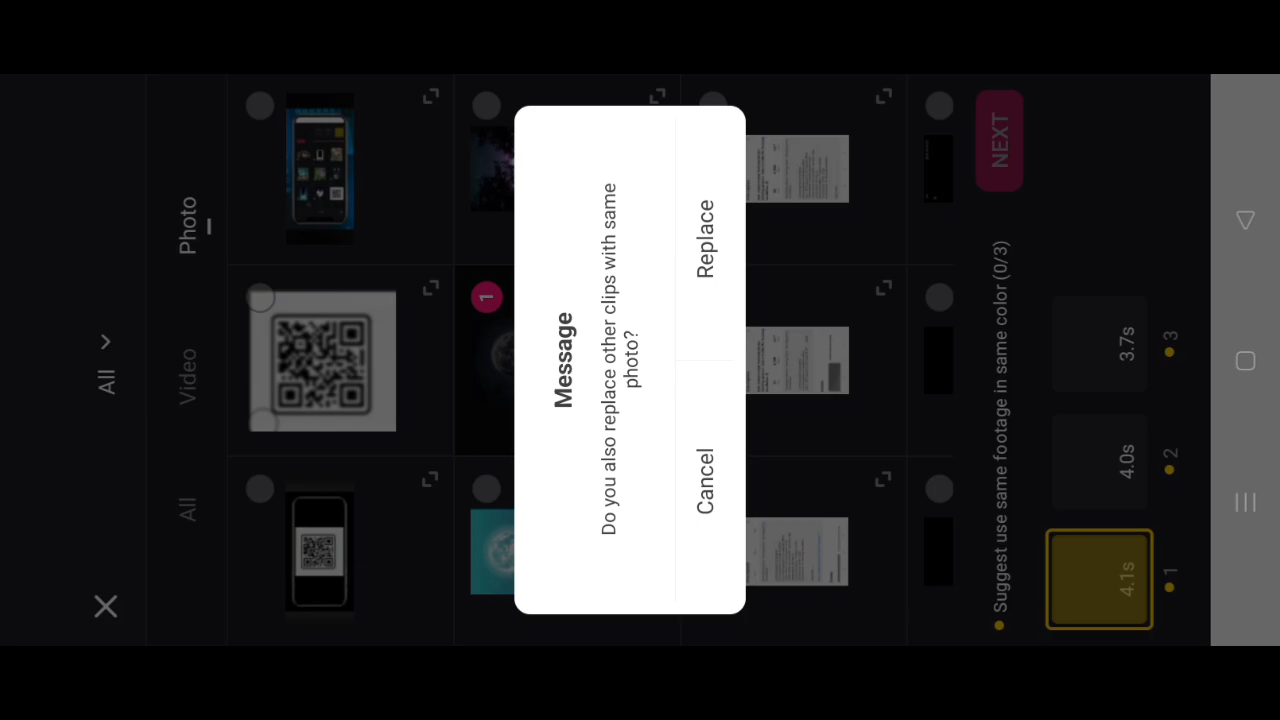 All
All
Video
Photo
1
Message
Do you also replace other clips with same
photo?
Cancel
Replace
Suggest use same footage in same color (0/3)
NEXT
4.1s
4.0s
3.7s
1
2
3